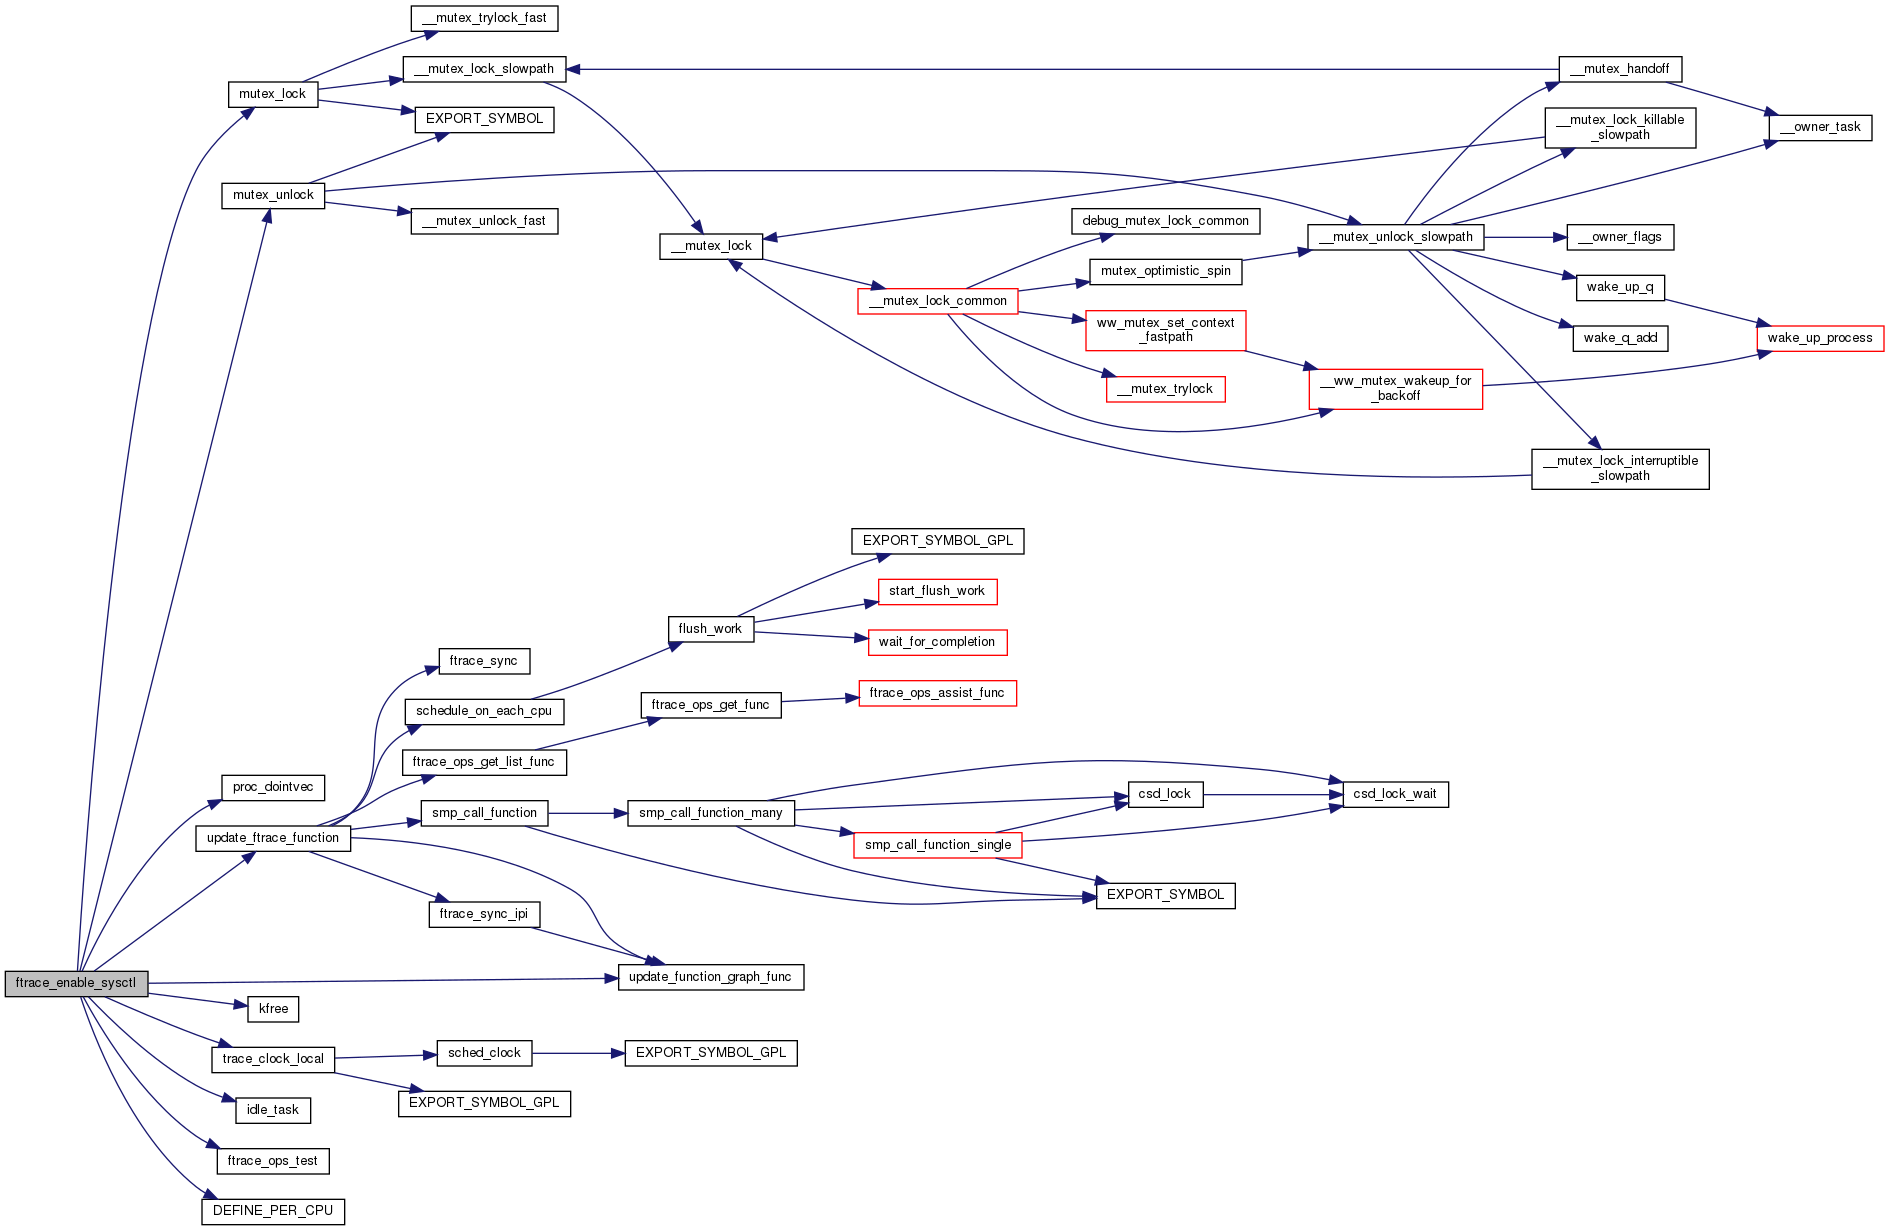 __mutex_trylock_fast
__mutex_lock_slowpath
__mutex_handoff
mutex_lock
EXPORT_SYMBOL
__mutex_lock_killable
_slowpath
__owner_task
mutex_unlock
__mutex_unlock_fast
debug_mutex_lock_common
__mutex_unlock_slowpath
__owner_flags
__mutex_lock
mutex_optimistic_spin
wake_up_q
__mutex_lock_common
ww_mutex_set_context
_fastpath
wake_q_add
wake_up_process
__mutex_trylock
__ww_mutex_wakeup_for
_backoff
__mutex_lock_interruptible
_slowpath
EXPORT_SYMBOL_GPL
start_flush_work
flush_work
wait_for_completion
ftrace_sync
ftrace_ops_assist_func
schedule_on_each_cpu
ftrace_ops_get_func
ftrace_ops_get_list_func
proc_dointvec
csd_lock
csd_lock_wait
smp_call_function
smp_call_function_many
update_ftrace_function
smp_call_function_single
EXPORT_SYMBOL
ftrace_sync_ipi
ftrace_enable_sysctl
update_function_graph_func
kfree
trace_clock_local
sched_clock
EXPORT_SYMBOL_GPL
EXPORT_SYMBOL_GPL
idle_task
ftrace_ops_test
DEFINE_PER_CPU